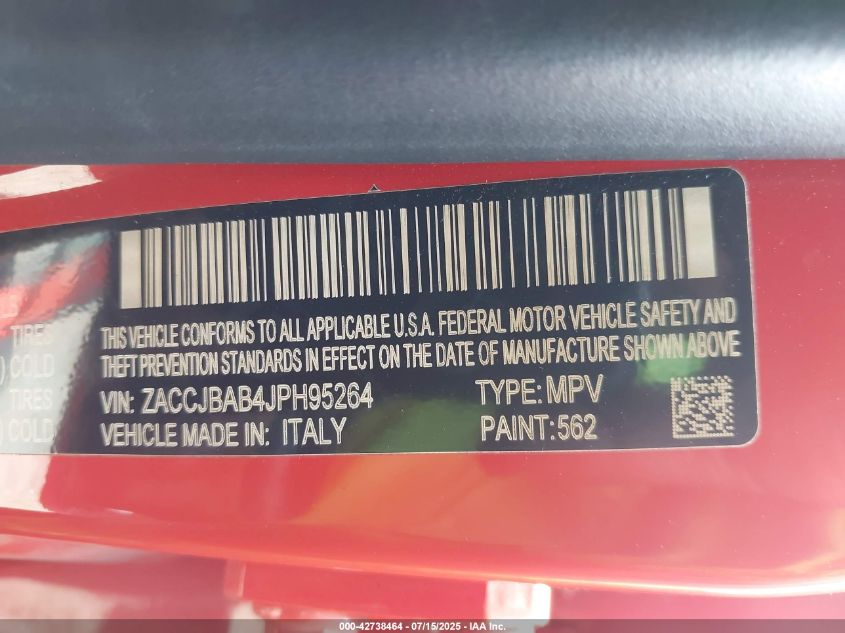 TIRES
) COLD
TIRES
) COLD
THIS VEHICLE CONFORMS TO ALL APPLICABLE U.S.A. FEDERAL MOTOR VEHICLE SAFETY AND
THEFT PREVENTION STANDARDS IN EFFECT ON THE DATE OF MANUFACTURE SHOWN ABOVE
VIN: ZACCJBAB4JPH95264 TYPE: MPV
VEHICLE MADE IN: ITALY PAINT:562
000-42738464 - 07/15/2025 - IAA Inc.